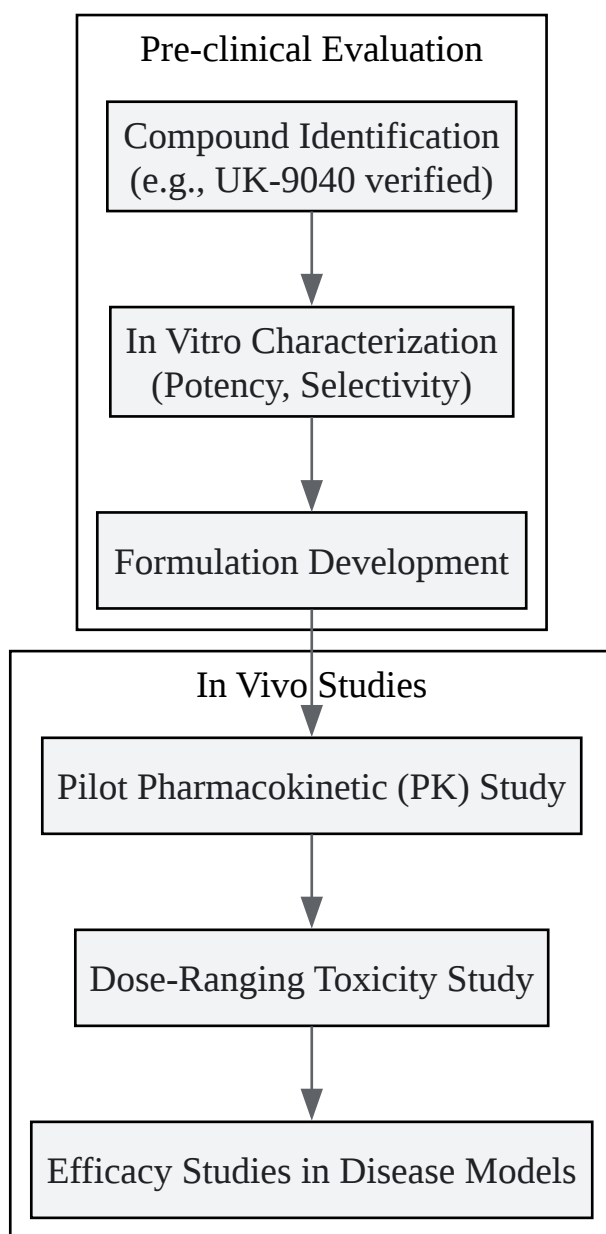 Pre-clinical Evaluation
Compound Identification
(e.g., UK-9040 verified)
In Vitro Characterization
(Potency, Selectivity)
Formulation Development
In Vivo Studies
Pilot Pharmacokinetic (PK) Study
Dose-Ranging Toxicity Study
Efficacy Studies in Disease Models